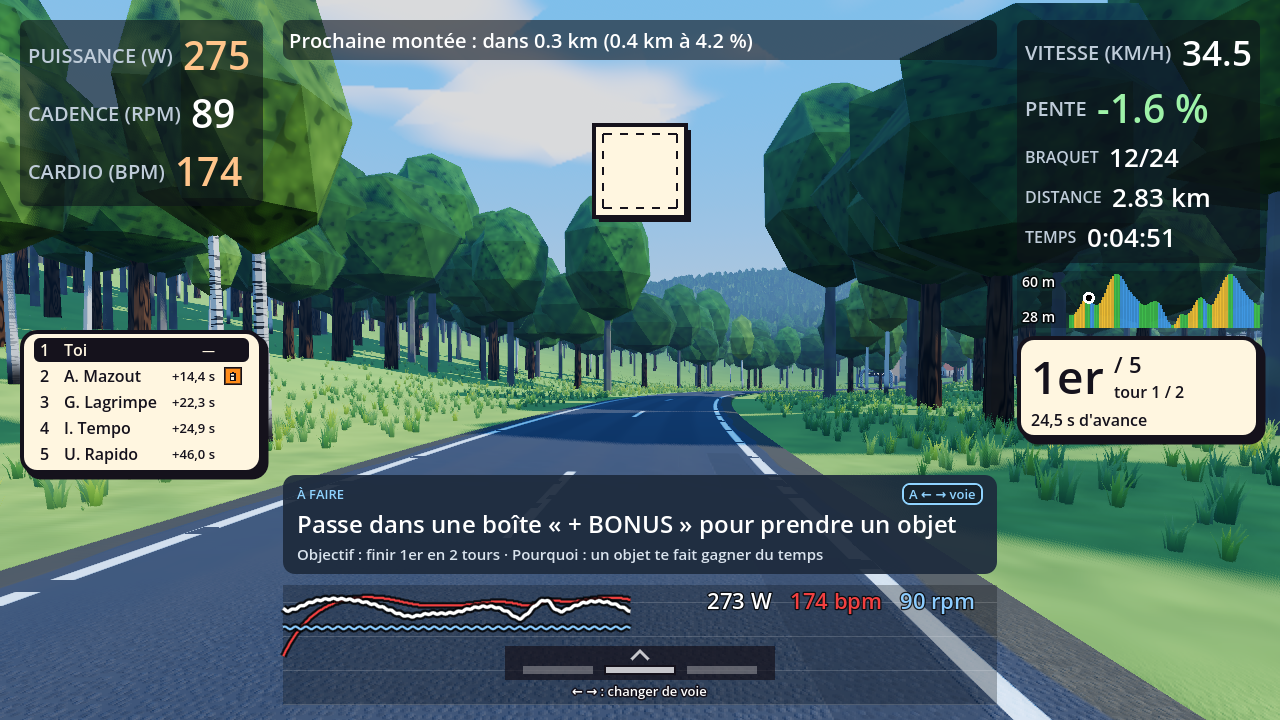 PUISSANCE (W) 275
CADENCE (RPM) 89
CARDIO (BPM) 174
Prochaine montée : dans 0.3 km (0.4 km à 4.2 %)
VITESSE (KM/H) 34.5
PENTE -1.6 %
BRAQUET 12/24
DISTANCE 2.83 km
TEMPS 0:04:51
60 m
28 m
1 Toi —
2 A. Mazout +14,4 s
3 G. Lagrimpe +22,3 s
4 I. Tempo +24,9 s
5 U. Rapido +46,0 s
1er / 5
tour 1 / 2
24,5 s d'avance
À FAIRE
A ← → voie
Passe dans une boîte « + BONUS » pour prendre un objet
Objectif : finir 1er en 2 tours · Pourquoi : un objet te fait gagner du temps
273 W 174 bpm 90 rpm
← → : changer de voie